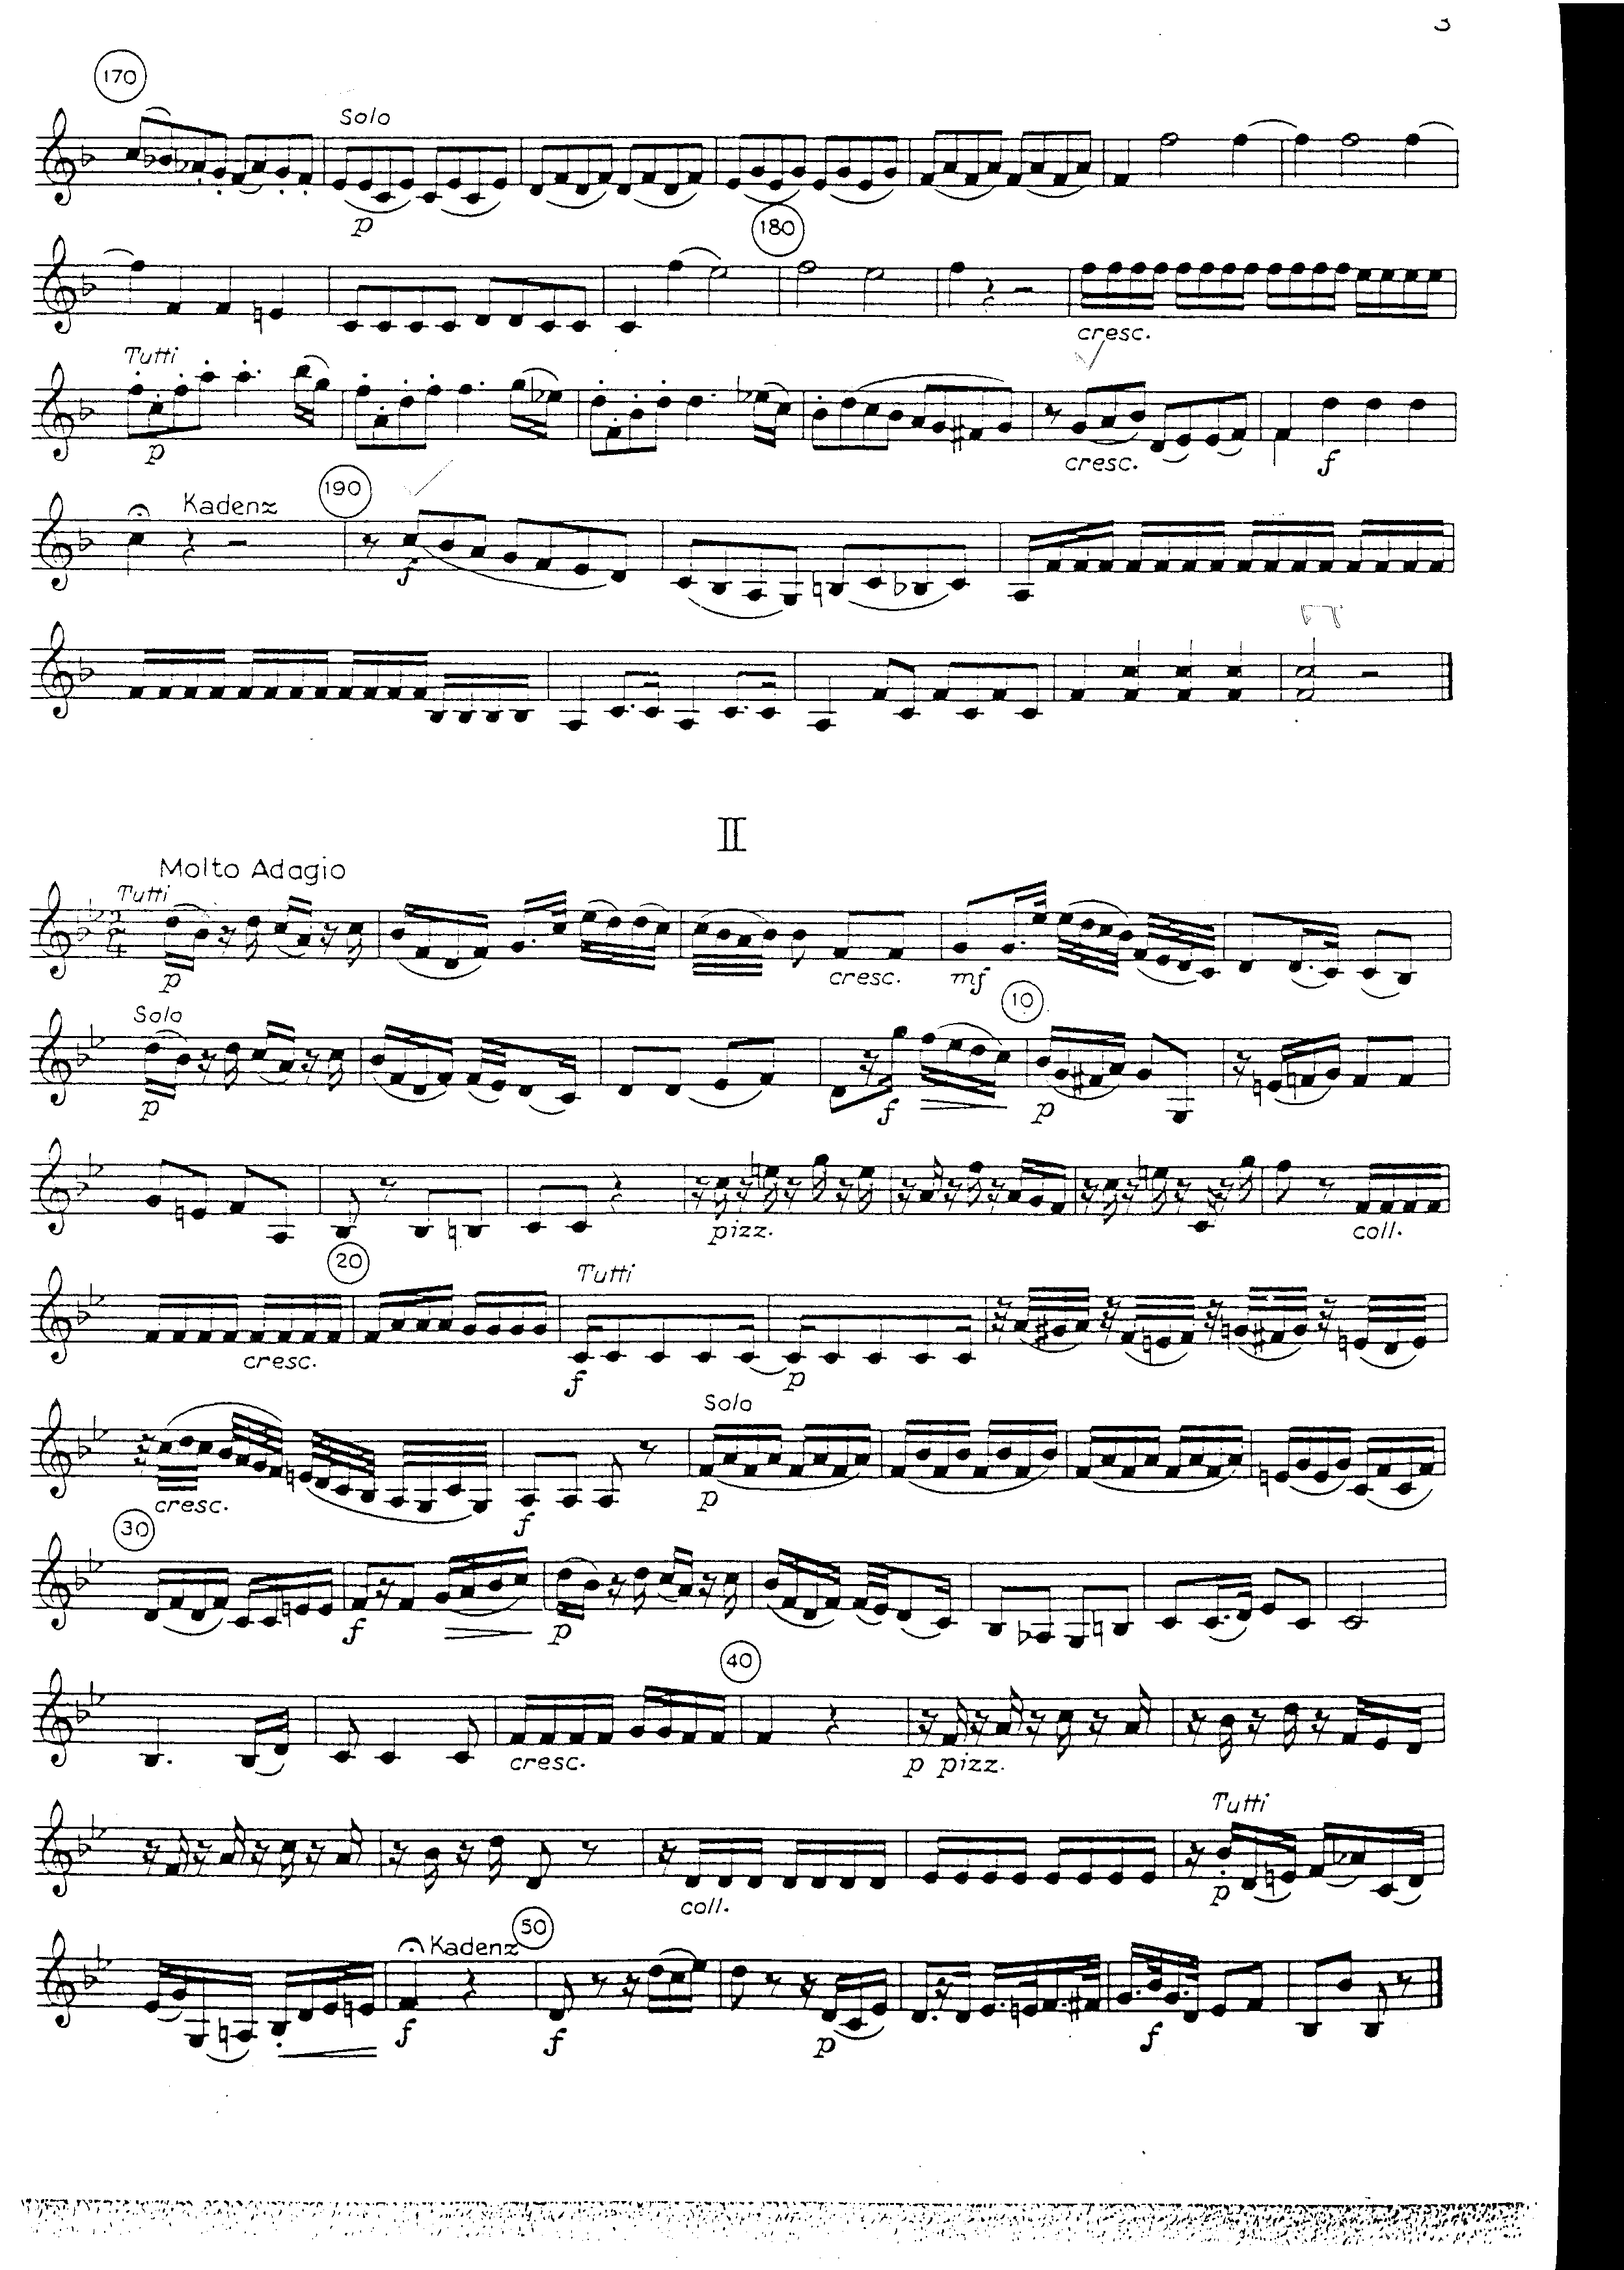 3
170
Solo
p
180
cresc.
Tutti
p
cresc.
f
Kadenz
190
f
II
Molto Adagio
Tutti
2
4
p
cresc.
mf
10
Solo
p
f
p
pizz.
coll.
20
Tutti
cresc.
f
p
Solo
cresc.
f
p
30
f
p
40
cresc.
p pizz.
Tutti
coll.
p
Kadenz
50
f
f
p
f